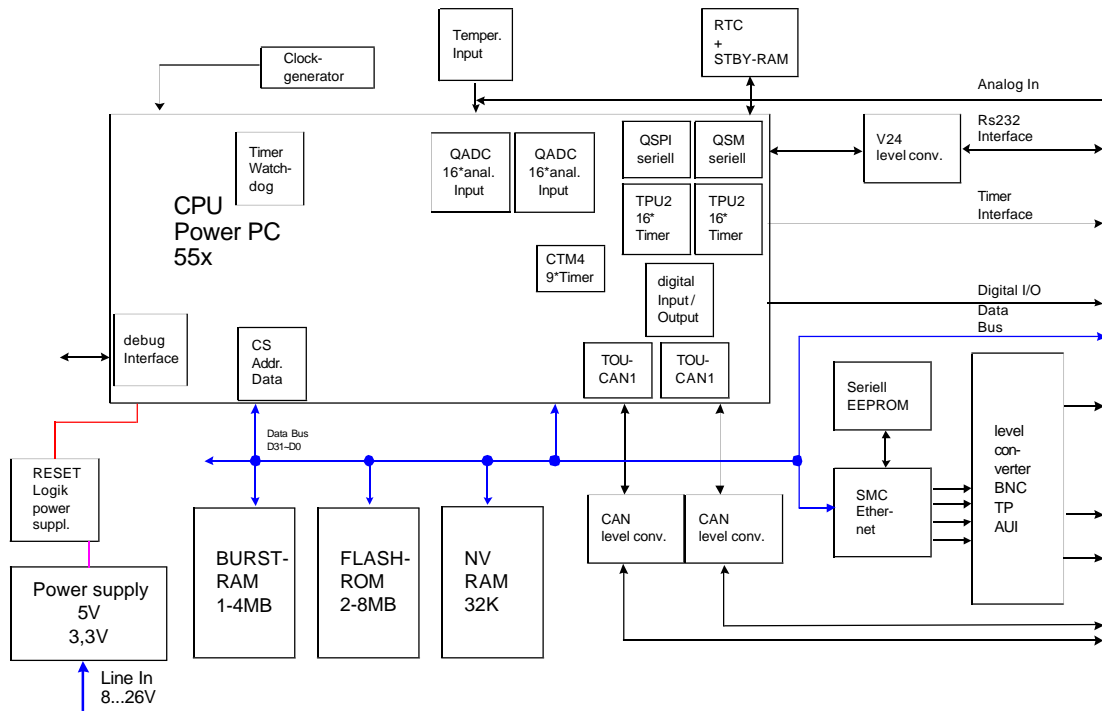 Clock-
generator
Temper.
Input
RTC
+
STBY-RAM
Analog In
Rs232
Interface
V24
level conv.
Timer
Interface
Digital I/O
Data
Bus
CPU
Power PC
55x
Timer
Watch-
dog
QADC
16*anal.
Input
QADC
16*anal.
Input
QSPI
seriell
QSM
seriell
TPU2
16*
Timer
TPU2
16*
Timer
CTM4
9*Timer
digital
Input /
Output
debug
Interface
CS
Addr.
Data
TOU-
CAN1
TOU-
CAN1
Data Bus
D31–D0
RESET
Logik
power
suppl.
Power supply
5V
3,3V
Line In
8...26V
BURST-
RAM
1-4MB
FLASH-
ROM
2-8MB
NV
RAM
32K
CAN
level conv.
CAN
level conv.
Seriell
EEPROM
SMC
Ether-
net
level
con-
verter
BNC
TP
AUI